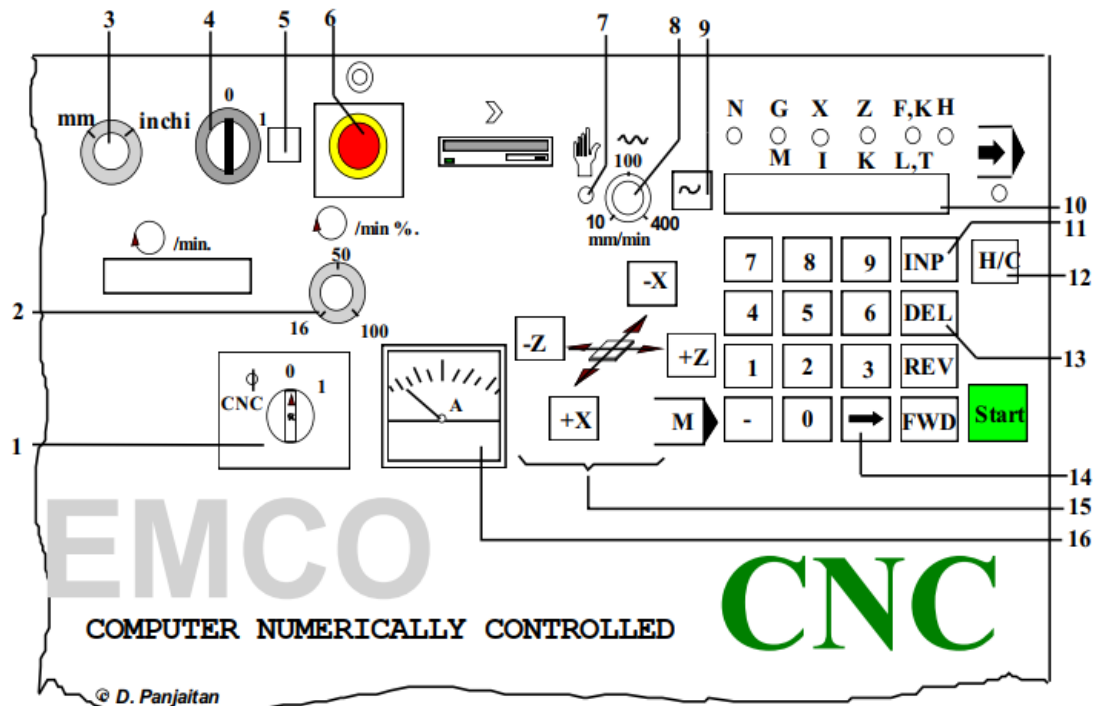 3 4 5 6 7 8 9
mm inchi
0
1
N G X Z F,K H
M I K L,T
100
10 400
mm/min
/min.
/min %.
50
16 100
2
10
11
12
13
7 8 9 INP H/C
4 5 6 DEL
1 2 3 REV
- 0 FWD Start
-X
-Z +Z
+X M
0
1
CNC
A
1
14
15
16
EMCO
CNC
COMPUTER NUMERICALLY CONTROLLED
© D. Panjaitan